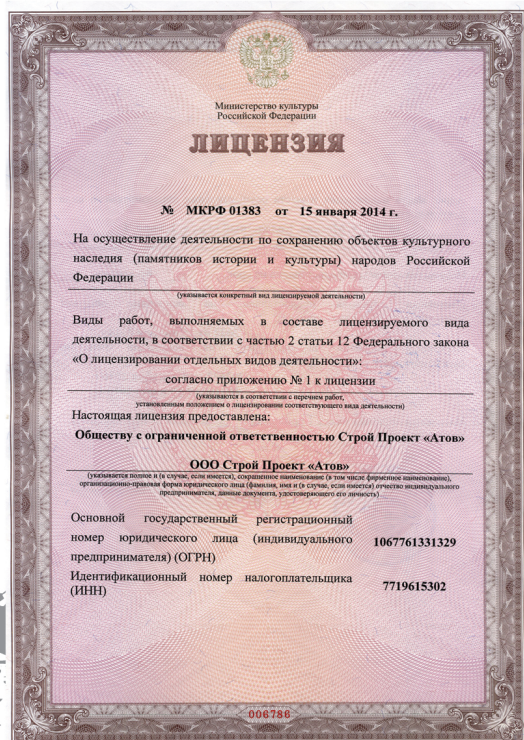 Министерство культуры
Российской Федерации
ЛИЦЕНЗИЯ
№ МКРФ 01383 от 15 января 2014 г.
На осуществление деятельности по сохранению объектов культурного
наследия (памятников истории и культуры) народов Российской
Федерации
(указывается конкретный вид лицензируемой деятельности)
Виды работ, выполняемых в составе лицензируемого вида
деятельности, в соответствии с частью 2 статьи 12 Федерального закона
«О лицензировании отдельных видов деятельности»:
согласно приложению № 1 к лицензии
(указываются в соответствии с перечнем работ,
установленным положением о лицензировании соответствующего вида деятельности)
Настоящая лицензия предоставлена:
Обществу с ограниченной ответственностью Строй Проект «Атов»
ООО Строй Проект «Атов»
(указывается полное и (в случае, если имеется), сокращенное наименование (в том числе фирменное наименование),
организационно-правовая форма юридического лица (фамилия, имя и (в случае, если имеется) отчество индивидуального
предпринимателя, данные документа, удостоверяющего его личность)
Основной государственный регистрационный
номер юридического лица (индивидуального
предпринимателя) (ОГРН) 1067761331329
Идентификационный номер налогоплательщика
(ИНН) 7719615302
006786